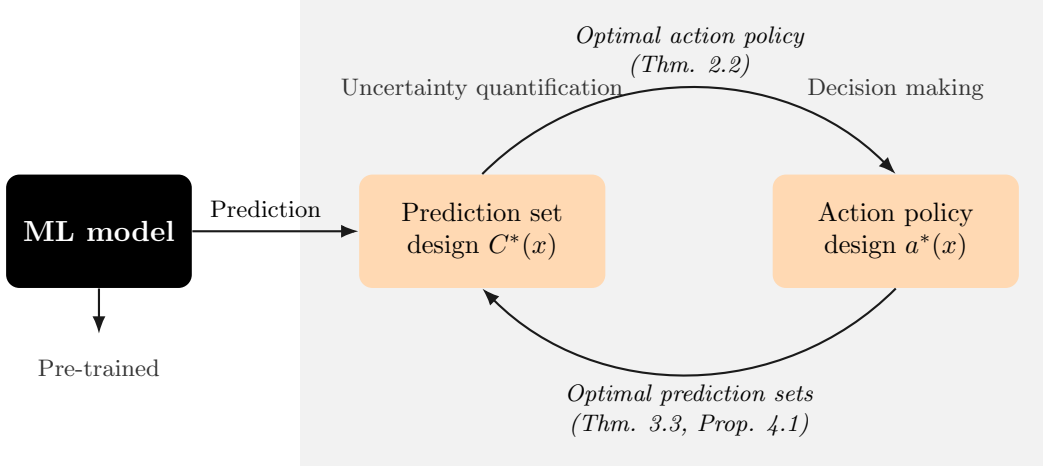 Optimal action policy
(Thm. 2.2)
Uncertainty quantification
Decision making
ML model
Prediction
Prediction set
design C*(x)
Action policy
design a*(x)
Pre-trained
Optimal prediction sets
(Thm. 3.3, Prop. 4.1)